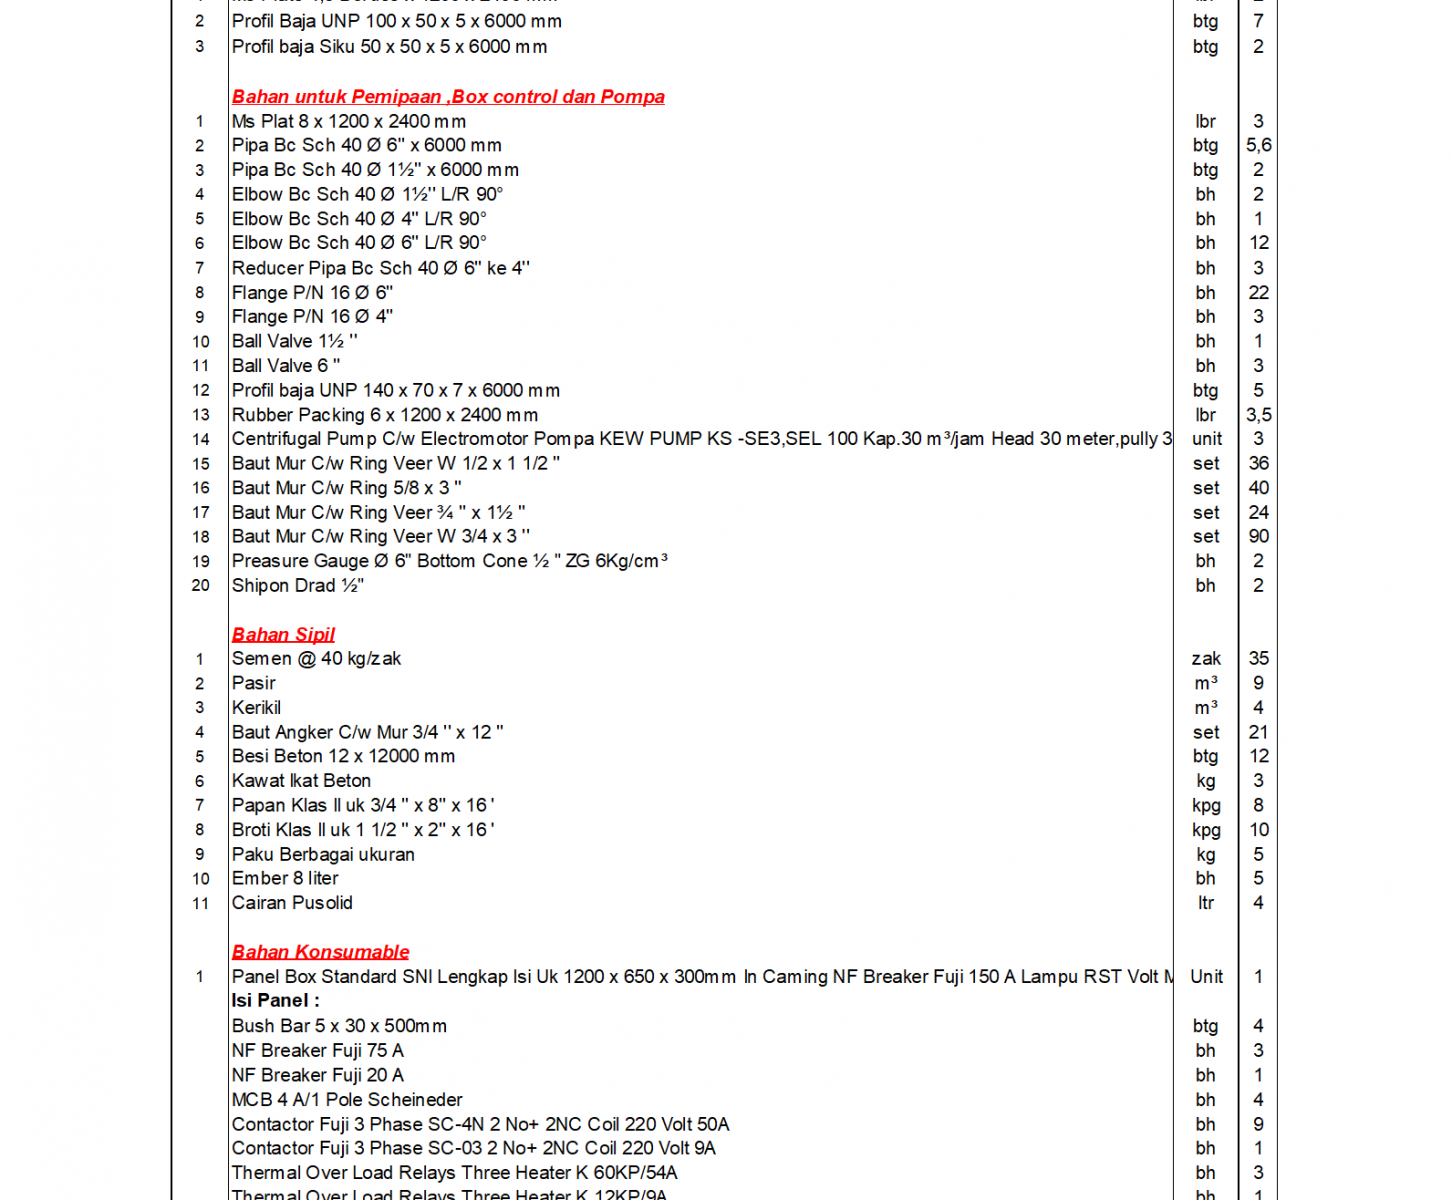 2 Profil Baja UNP 100 x 50 x 5 x 6000 mm btg 7
3 Profil baja Siku 50 x 50 x 5 x 6000 mm btg 2
Bahan untuk Pemipaan ,Box control dan Pompa
1 Ms Plat 8 x 1200 x 2400 mm lbr 3
2 Pipa Bc Sch 40 Ø 6" x 6000 mm btg 5,6
3 Pipa Bc Sch 40 Ø 1½" x 6000 mm btg 2
4 Elbow Bc Sch 40 Ø 1½'' L/R 90° bh 2
5 Elbow Bc Sch 40 Ø 4" L/R 90° bh 1
6 Elbow Bc Sch 40 Ø 6" L/R 90° bh 12
7 Reducer Pipa Bc Sch 40 Ø 6" ke 4'' bh 3
8 Flange P/N 16 Ø 6" bh 22
9 Flange P/N 16 Ø 4" bh 3
10 Ball Valve 1½ '' bh 1
11 Ball Valve 6 " bh 3
12 Profil baja UNP 140 x 70 x 7 x 6000 mm btg 5
13 Rubber Packing 6 x 1200 x 2400 mm lbr 3,5
14 Centrifugal Pump C/w Electromotor Pompa KEW PUMP KS -SE3,SEL 100 Kap.30 m³/jam Head 30 meter,pully 3 unit 3
15 Baut Mur C/w Ring Veer W 1/2 x 1 1/2 " set 36
16 Baut Mur C/w Ring 5/8 x 3 " set 40
17 Baut Mur C/w Ring Veer ¾ " x 1½ " set 24
18 Baut Mur C/w Ring Veer W 3/4 x 3 '' set 90
19 Preasure Gauge Ø 6" Bottom Cone ½ " ZG 6Kg/cm³ bh 2
20 Shipon Drad ½" bh 2
Bahan Sipil
1 Semen @ 40 kg/zak zak 35
2 Pasir m³ 9
3 Kerikil m³ 4
4 Baut Angker C/w Mur 3/4 '' x 12 " set 21
5 Besi Beton 12 x 12000 mm btg 12
6 Kawat Ikat Beton kg 3
7 Papan Klas II uk 3/4 " x 8" x 16 ' kpg 8
8 Broti Klas II uk 1 1/2 " x 2" x 16 ' kpg 10
9 Paku Berbagai ukuran kg 5
10 Ember 8 liter bh 5
11 Cairan Pusolid ltr 4
Bahan Konsumable
1 Panel Box Standard SNI Lengkap Isi Uk 1200 x 650 x 300mm In Caming NF Breaker Fuji 150 A Lampu RST Volt Unit 1
Isi Panel :
Bush Bar 5 x 30 x 500mm btg 4
NF Breaker Fuji 75 A bh 3
NF Breaker Fuji 20 A bh 1
MCB 4 A/1 Pole Scheineder bh 4
Contactor Fuji 3 Phase SC-4N 2 No+ 2NC Coil 220 Volt 50A bh 9
Contactor Fuji 3 Phase SC-03 2 No+ 2NC Coil 220 Volt 9A bh 1
Thermal Over Load Relays Three Heater K 60KP/54A bh 3
Thermal Over Load Relays Three Heater K 12KP/9A bh 1